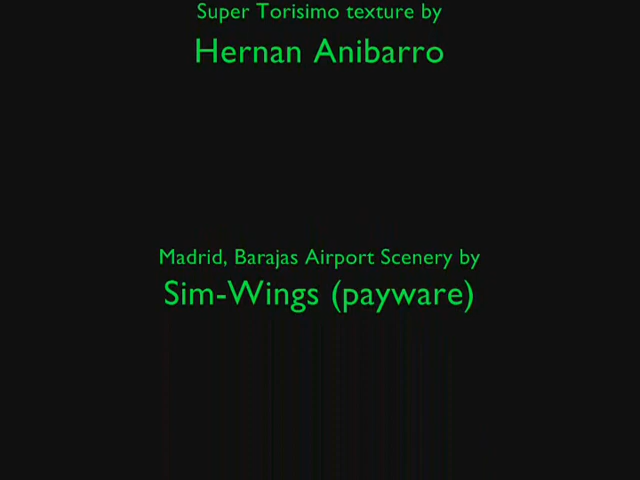 Super Torisimo texture by
Hernan Anibarro
Madrid, Barajas Airport Scenery by
Sim-Wings (payware)